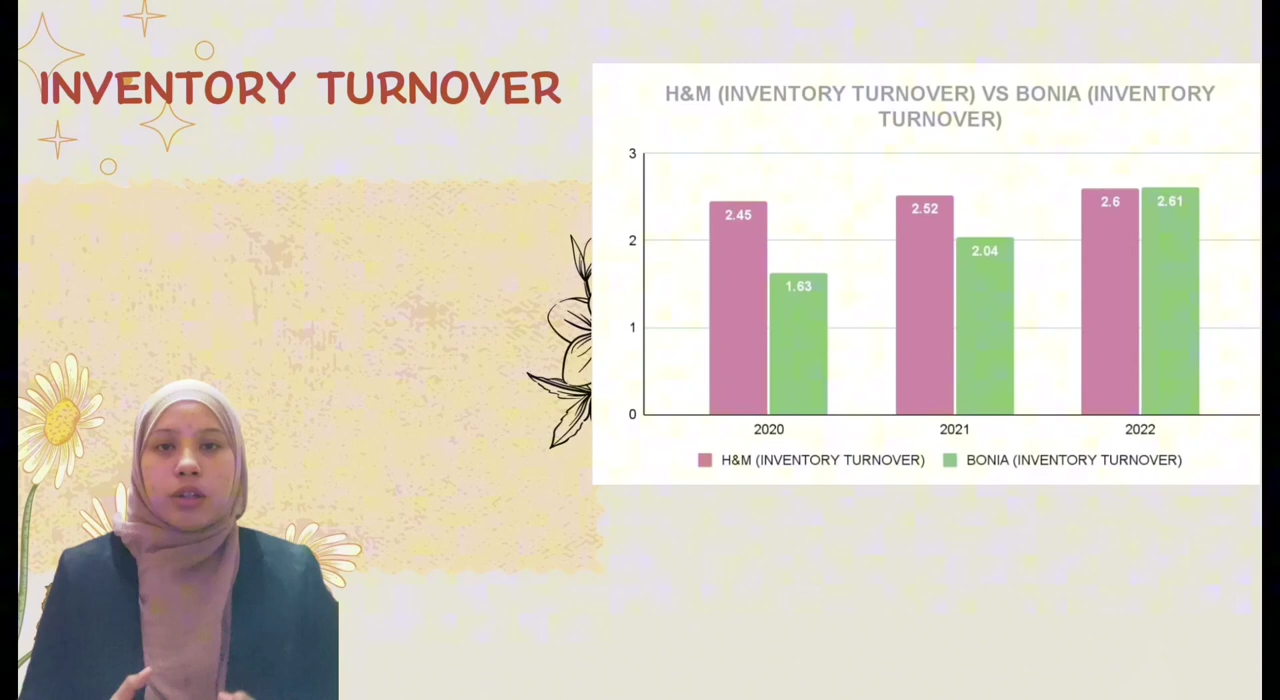 INVENTORY TURNOVER
H&M (INVENTORY TURNOVER) VS BONIA (INVENTORY
TURNOVER)
3
2
1
0
2.45
1.63
2.52
2.04
2.6
2.61
2020
2021
2022
H&M (INVENTORY TURNOVER)
BONIA (INVENTORY TURNOVER)